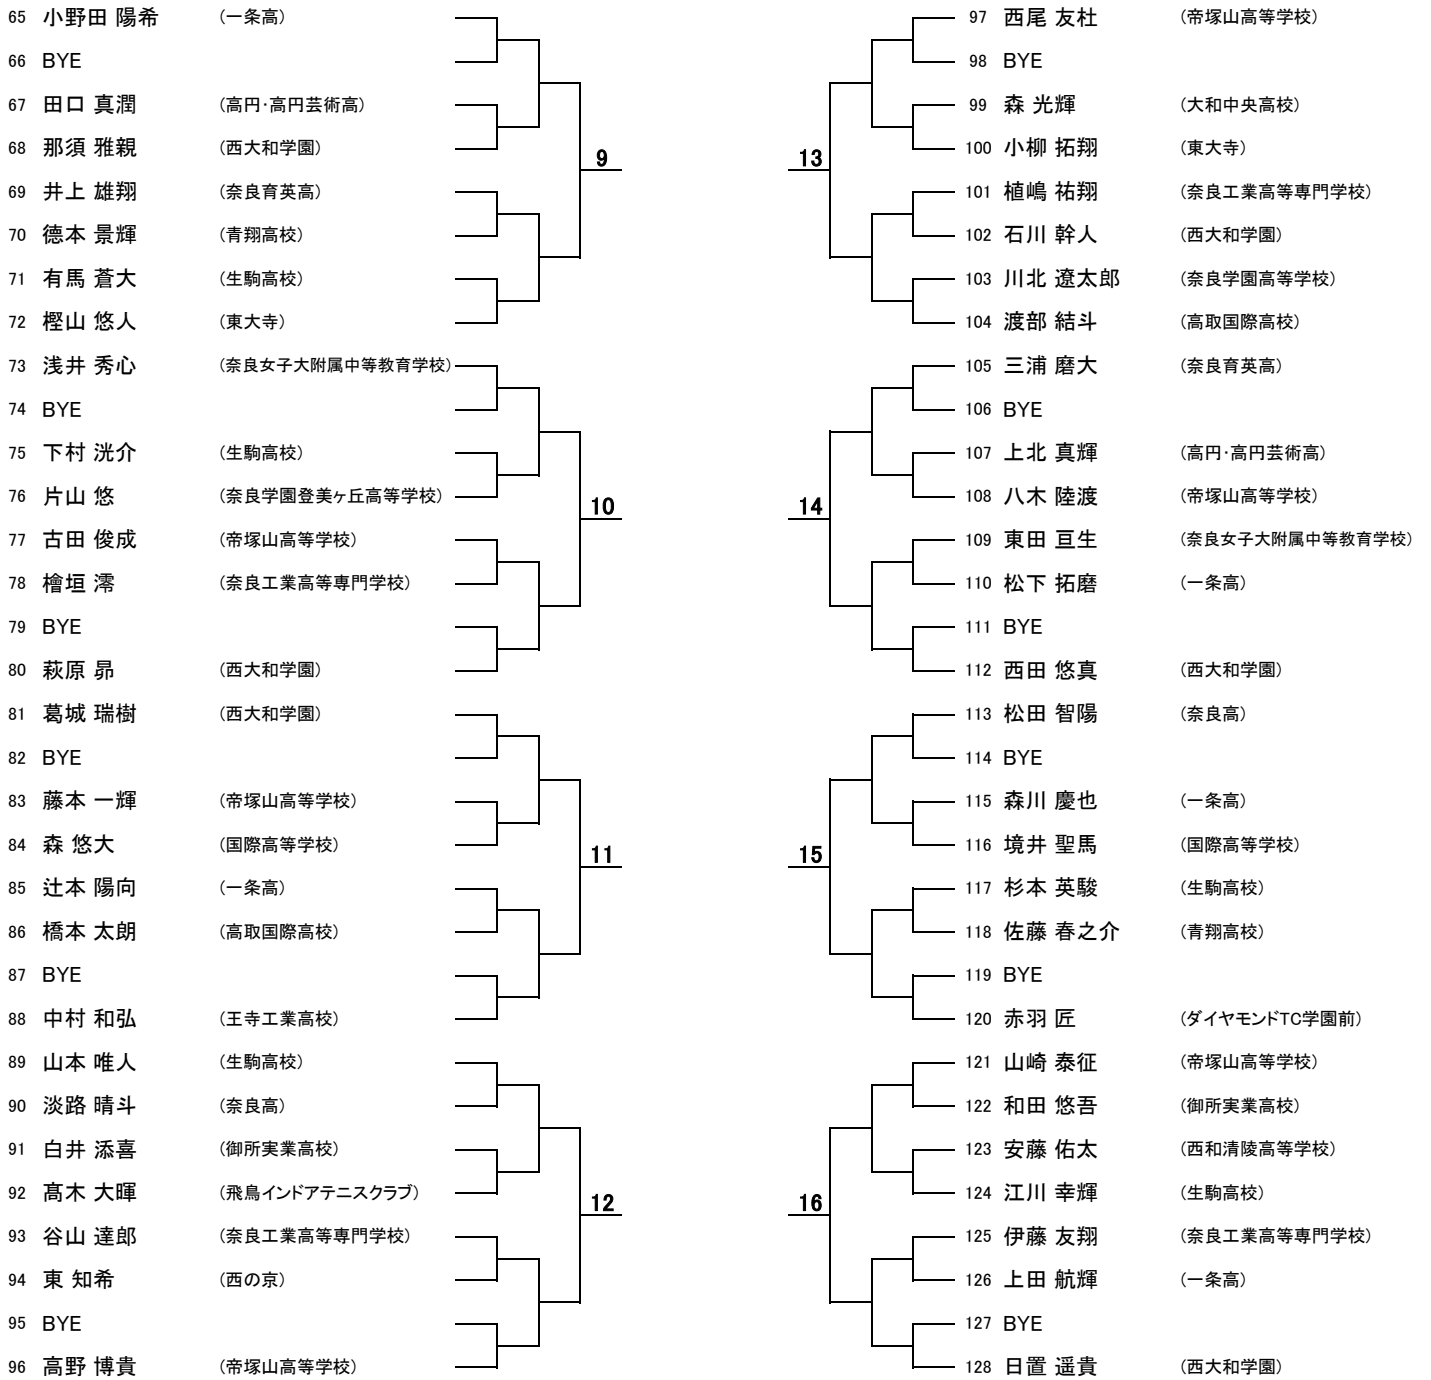 65 小野田 陽希 (一条高)
66 BYE
67 田口 真潤 (高円・高円芸術高)
68 那須 雅親 (西大和学園)
9
69 井上 雄翔 (奈良育英高)
70 徳本 景輝 (青翔高校)
71 有馬 蒼大 (生駒高校)
72 樫山 悠人 (東大寺)
73 浅井 秀心 (奈良女子大附属中等教育学校)
74 BYE
75 下村 洸介 (生駒高校)
76 片山 悠 (奈良学園登美ヶ丘高等学校)
10
77 古田 俊成 (帝塚山高等学校)
78 檜垣 澪 (奈良工業高等専門学校)
79 BYE
80 萩原 昴 (西大和学園)
81 葛城 瑞樹 (西大和学園)
82 BYE
83 藤本 一輝 (帝塚山高等学校)
84 森 悠大 (国際高等学校)
11
85 辻本 陽向 (一条高)
86 橋本 太朗 (高取国際高校)
87 BYE
88 中村 和弘 (王寺工業高校)
89 山本 唯人 (生駒高校)
90 淡路 晴斗 (奈良高)
91 白井 添喜 (御所実業高校)
92 髙木 大暉 (飛鳥インドアテニスクラブ)
12
93 谷山 達郎 (奈良工業高等専門学校)
94 東 知希 (西の京)
95 BYE
96 高野 博貴 (帝塚山高等学校)
97 西尾 友杜 (帝塚山高等学校)
98 BYE
99 森 光輝 (大和中央高校)
100 小柳 拓翔 (東大寺)
13
101 植嶋 祐翔 (奈良工業高等専門学校)
102 石川 幹人 (西大和学園)
103 川北 遼太郎 (奈良学園高等学校)
104 渡部 結斗 (高取国際高校)
105 三浦 磨大 (奈良育英高)
106 BYE
107 上北 真輝 (高円・高円芸術高)
108 八木 陸渡 (帝塚山高等学校)
14
109 東田 亘生 (奈良女子大附属中等教育学校)
110 松下 拓磨 (一条高)
111 BYE
112 西田 悠真 (西大和学園)
113 松田 智陽 (奈良高)
114 BYE
115 森川 慶也 (一条高)
116 境井 聖馬 (国際高等学校)
15
117 杉本 英駿 (生駒高校)
118 佐藤 春之介 (青翔高校)
119 BYE
120 赤羽 匠 (ダイヤモンドTC学園前)
121 山崎 泰征 (帝塚山高等学校)
122 和田 悠吾 (御所実業高校)
123 安藤 佑太 (西和清陵高等学校)
124 江川 幸輝 (生駒高校)
16
125 伊藤 友翔 (奈良工業高等専門学校)
126 上田 航輝 (一条高)
127 BYE
128 日置 遥貴 (西大和学園)